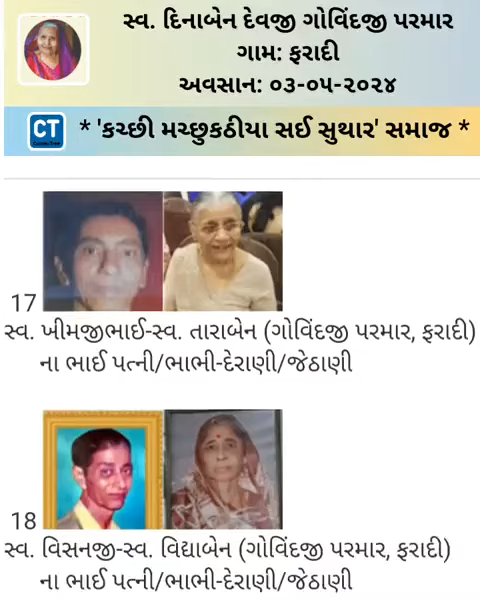 સ્વ. દિનાબેન દેવજી ગોવિંદજી પરમાર
ગામ: ફરાદી
અવસાન: ૦૩-૦૫-૨૦૨૪
CT
* 'કચ્છી મચ્છુકઠીયા સઈ સુથાર' સમાજ *
17
સ્વ. ખીમજીભાઈ-સ્વ. તારાબેન (ગોવિંદજી પરમાર, ફરાદી)
ના ભાઈ પત્ની/ભાભી-દેરાણી/જેઠાણી
18
સ્વ. વિસનજી-સ્વ. વિદ્યાબેન (ગોવિંદજી પરમાર, ફરાદી)
ના ભાઈ પત્ની/ભાભી-દેરાણી/જેઠાણી